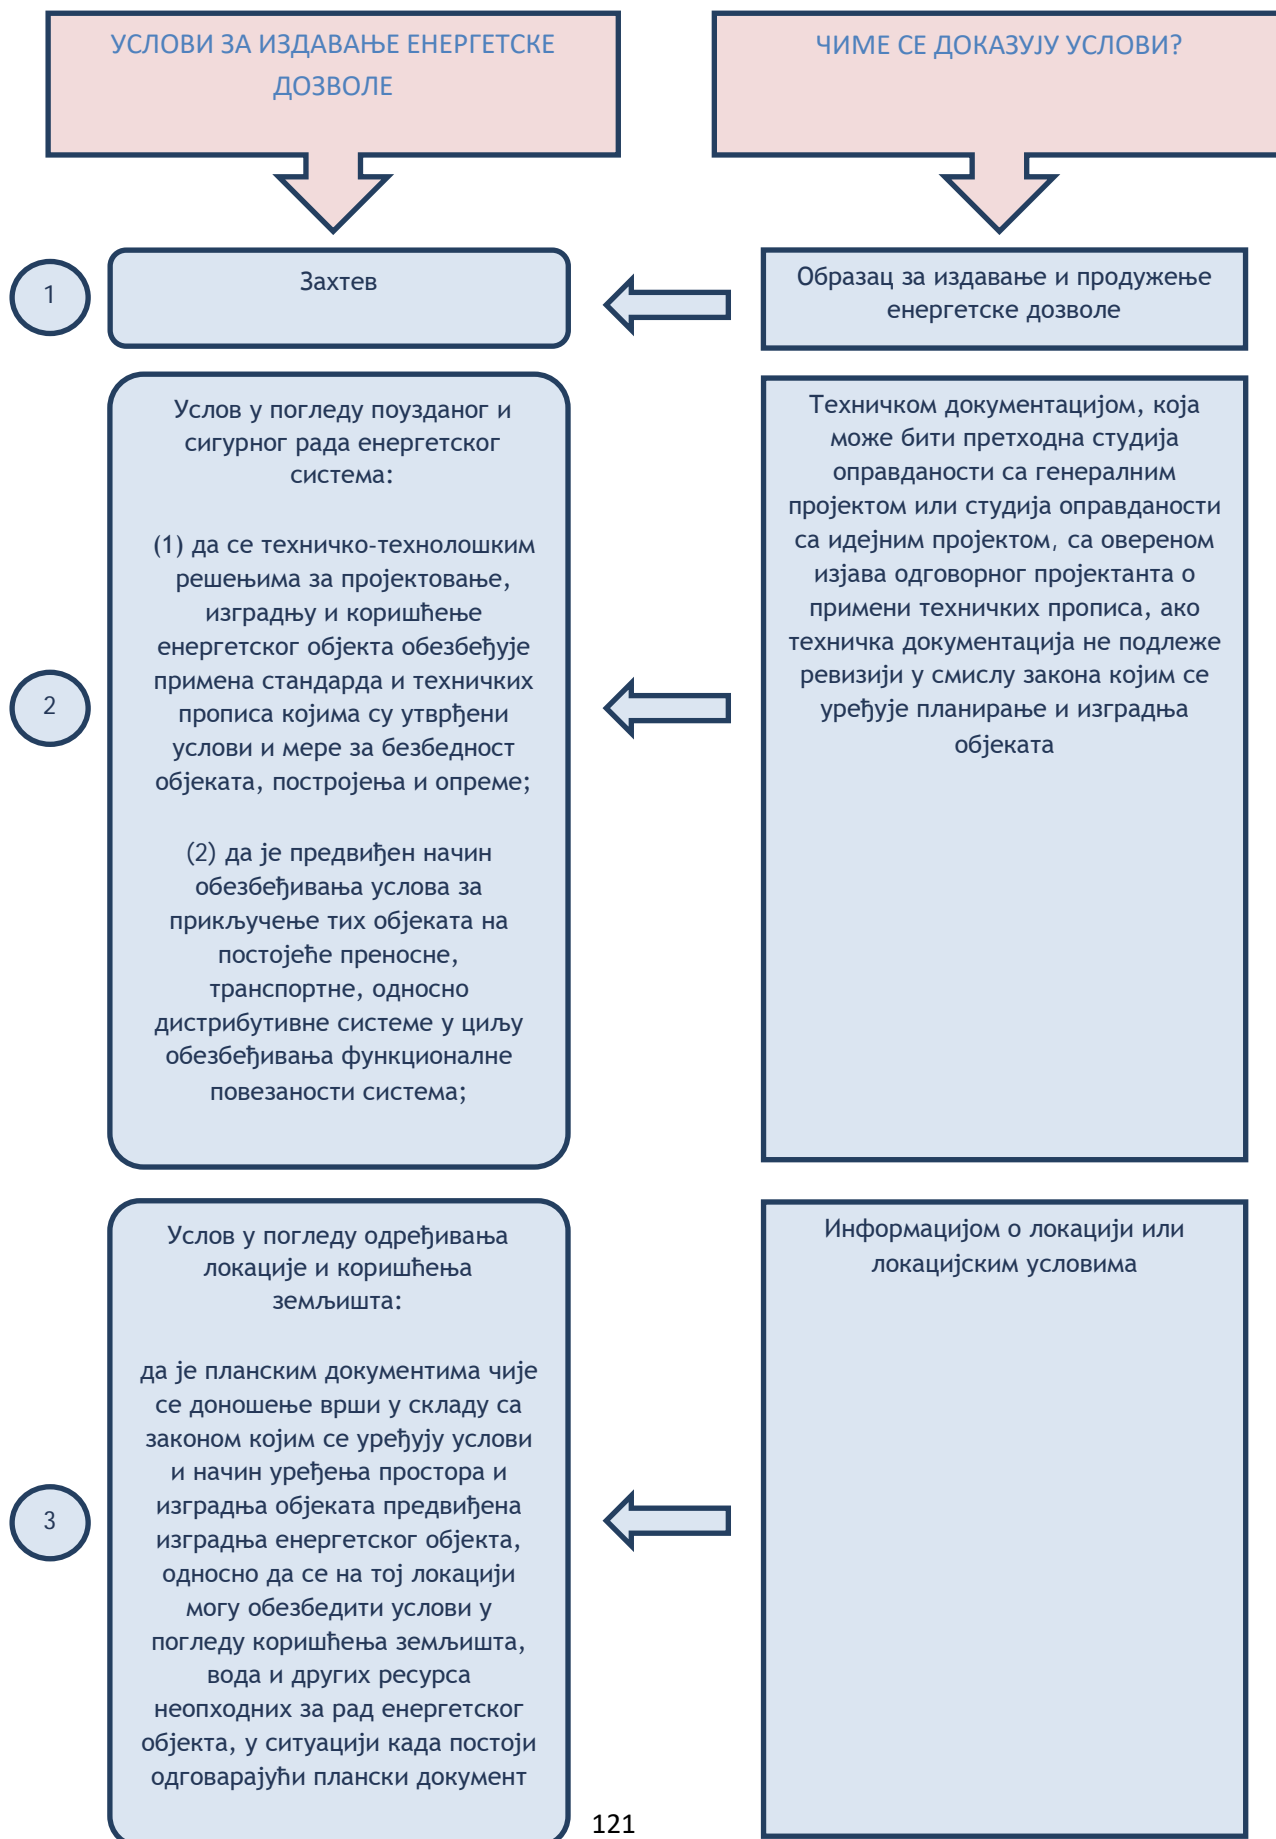 УСЛОВИ ЗА ИЗДАВАЊЕ ЕНЕРГЕТСКЕ
ДОЗВОЛЕ
ЧИМЕ СЕ ДОКАЗУЈУ УСЛОВИ?
1
Захтев
Образац за издавање и продужење
енергетске дозволе
2
Услов у погледу поузданог и
сигурног рада енергетског
система:
(1) да се техничко-технолошким
решењима за пројектовање,
изградњу и коришћење
енергетског објекта обезбеђује
примена стандарда и техничких
прописа којима су утврђени
услови и мере за безбедност
објеката, постројења и опреме;
(2) да је предвиђен начин
обезбеђивања услова за
прикључење тих објеката на
постојеће преносне,
транспортне, односно
дистрибутивне системе у циљу
обезбеђивања функционалне
повезаности система;
Техничком документацијом, која
може бити претходна студија
оправданости са генералним
пројектом или студија оправданости
са идејним пројектом, са овереном
изјава одговорног пројектанта о
примени техничких прописа, ако
техничка документација не подлеже
ревизији у смислу закона којим се
уређује планирање и изградња
објеката
3
Услов у погледу одређивања
локације и коришћења
земљишта:
да је планским документима чије
се доношење врши у складу са
законом којим се уређују услови
и начин уређења простора и
изградња објеката предвиђена
изградња енергетског објекта,
односно да се на тој локацији
могу обезбедити услови у
погледу коришћења земљишта,
вода и других ресурса
неопходних за рад енергетског
објекта, у ситуацији када постоји
одговарајући плански документ
Информацијом о локацији или
локацијским условима
121